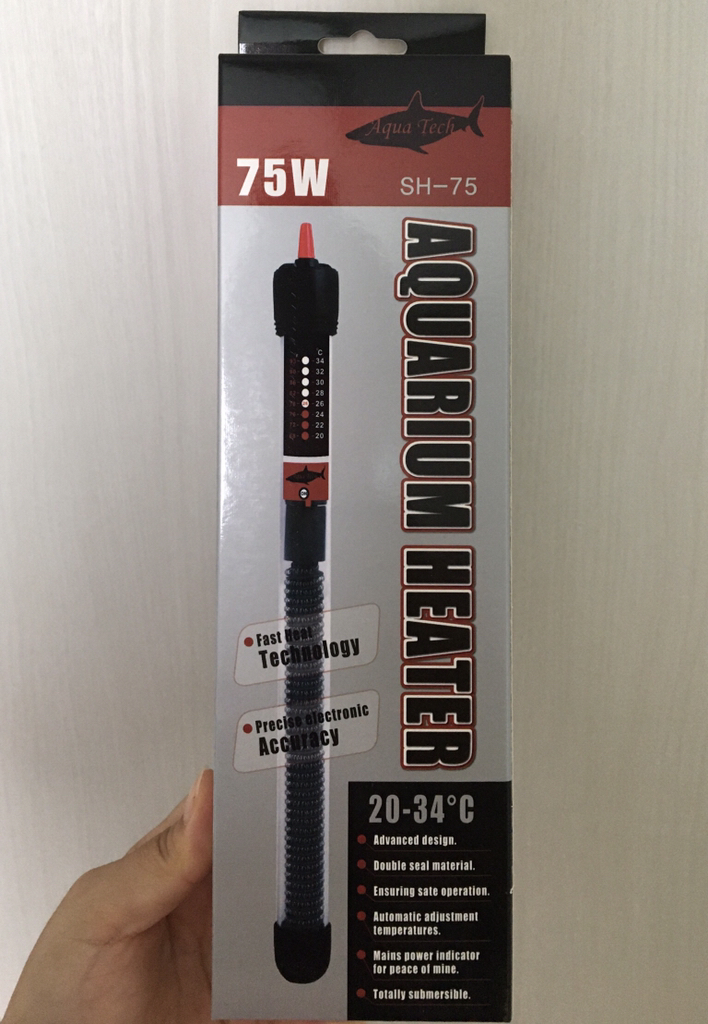 Aqua Tech
75W
SH-75
AQUARIUM HEATER
°C
34
32
30
28
26
24
22
20
Fast Heat
Technology
Precise electronic
Accuracy
20-34°C
Advanced design.
Double seal material.
Ensuring sate operation.
Automatic adjustment
temperatures.
Mains power indicator
for peace of mine.
Totally submersible.